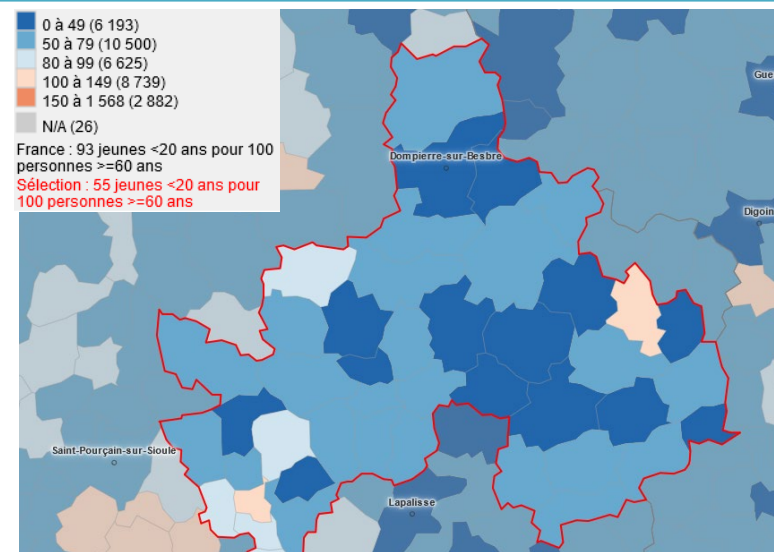 0 à 49 (6 193)
50 à 79 (10 500)
80 à 99 (6 625)
100 à 149 (8 739)
150 à 1 568 (2 882)
N/A (26)
France : 93 jeunes <20 ans pour 100
personnes >=60 ans
Sélection : 55 jeunes <20 ans pour
100 personnes >=60 ans
Gue
Dompierre-sur-Besbre
Digoin
Saint-Pourçain-sur-Sioule
Lapalisse